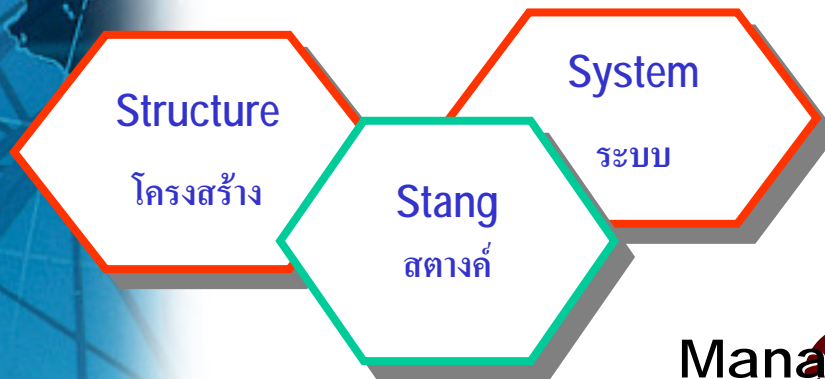 Structure
โครงสร้าง
System
ระบบ
Stang
สตางค์
Mana